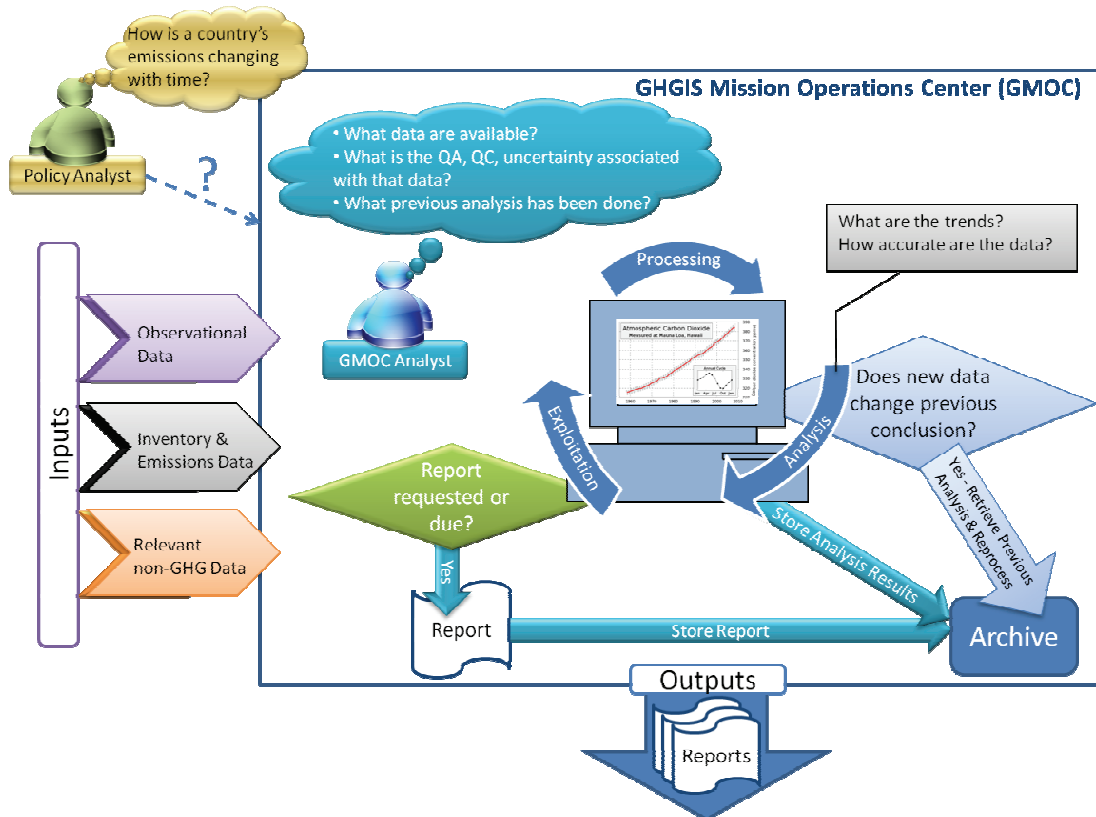 How is a country's
emissions changing
with time?
Policy Analyst
?
GHGIS Mission Operations Center (GMOC)
• What data are available?
• What is the QA, QC, uncertainty associated
with that data?
• What previous analysis has been done?
GMOC Analyst
What are the trends?
How accurate are the data?
Inputs
Observational
Data
Inventory &
Emissions Data
Relevant
non-GHG Data
Processing
Atmospheric Carbon Dioxide
Measured at Mauna Loa, Hawaii
Annual Cycle
Analysis
Exploitation
Does new data
change previous
conclusion?
Yes - Retrieve Previous
Analysis & Reprocess
Report
requested or
due?
Yes
Report
Store Analysis Results
Store Report
Archive
Outputs
Reports